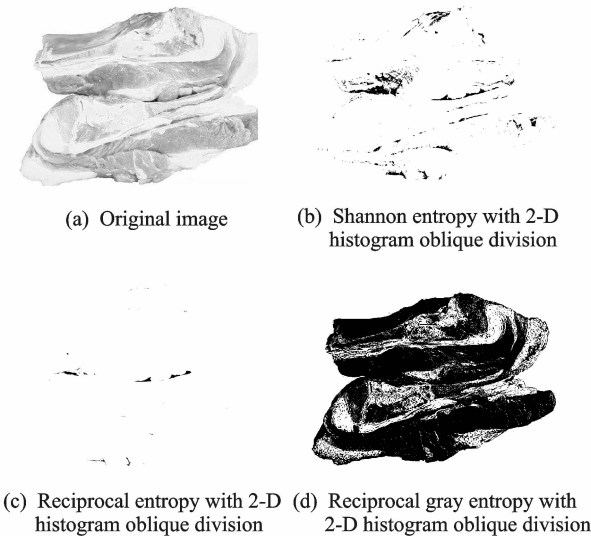 (a) Original image
(b) Shannon entropy with 2-D
histogram oblique division
(c) Reciprocal entropy with 2-D
histogram oblique division
(d) Reciprocal gray entropy with
2-D histogram oblique division